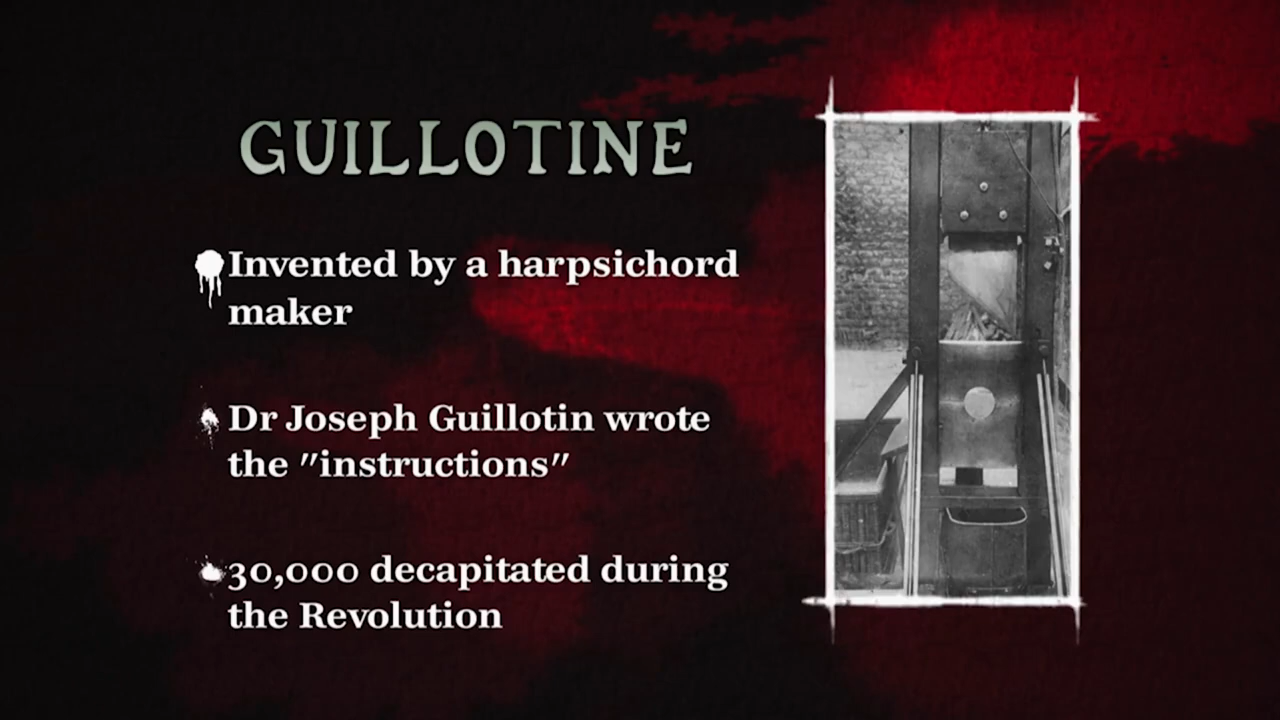 GUILLOTINE
Invented by a harpsichord
maker
Dr Joseph Guillotin wrote
the "instructions"
30,000 decapitated during
the Revolution